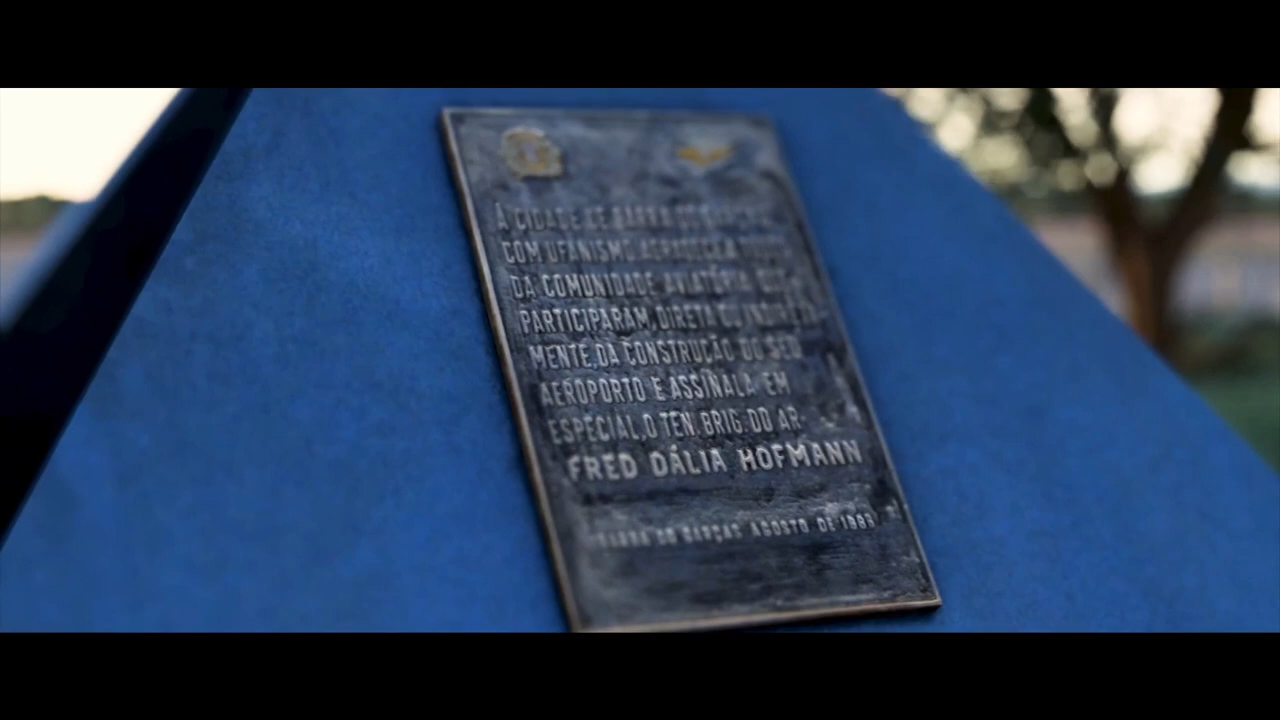 A CIDADE DE BARRA DO GARÇAS
COM UFANISMO, AGRADECE A
DA COMUNIDADE AVIATÓRIA QUE
PARTICIPARAM, DIRETA OU INDIRETA
MENTE, DA CONSTRUÇÃO DO SEU
AEROPORTO E ASSINALA EM
ESPECIAL, O TEN. BRIG. DO AR-
FRED DÁLIA HOFMANN
BARRA DO GARÇAS AGOSTO DE